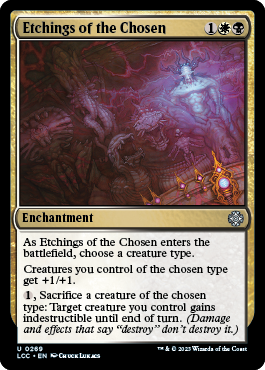 Etchings of the Chosen 1
Enchantment
As Etchings of the Chosen enters the
battlefield, choose a creature type.
Creatures you control of the chosen type
get +1/+1.
1, Sacrifice a creature of the chosen
type: Target creature you control gains
indestructible until end of turn. (Damage
and effects that say “destroy” don’t destroy it.)
U 0269
LCC • EN Chuck Lukacs
™ & © 2023 Wizards of the Coast